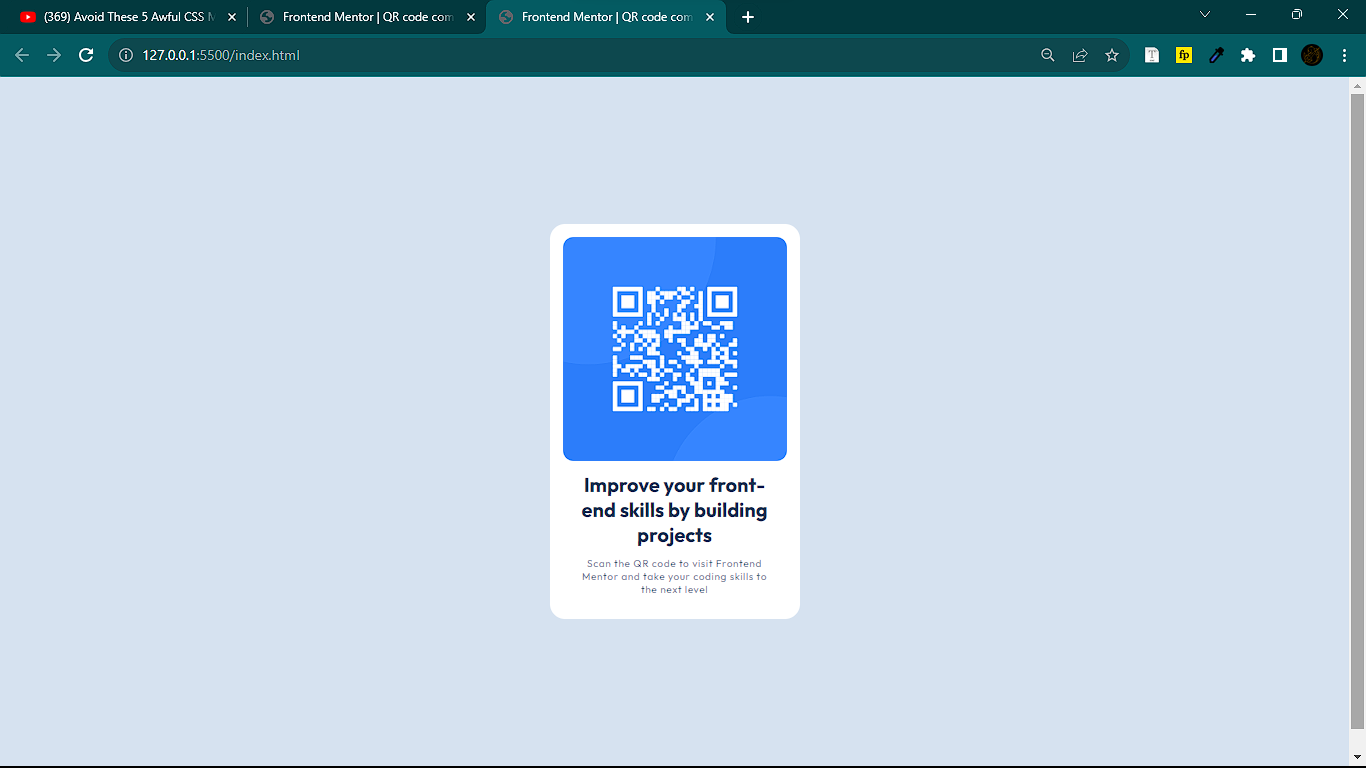 (369) Avoid These 5 Awful CSS M
Frontend Mentor | QR code com
Frontend Mentor | QR code com
127.0.0.1:5500/index.html
T
fp
Improve your front-
end skills by building
projects
Scan the QR code to visit Frontend
Mentor and take your coding skills to
the next level